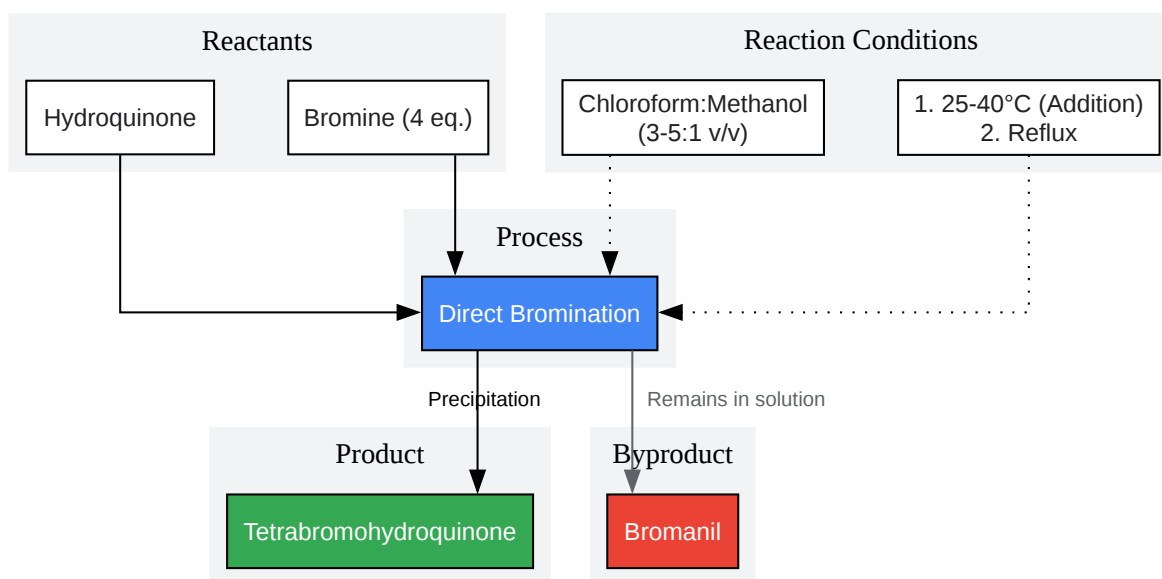 Reactants
Reaction Conditions
Hydroquinone
Bromine (4 eq.)
Chloroform:Methanol
(3-5:1 v/v)
1. 25-40°C (Addition)
2. Reflux
Process
Direct Bromination
Precipitation
Remains in solution
Product
Byproduct
Tetrabromohydroquinone
Bromanil